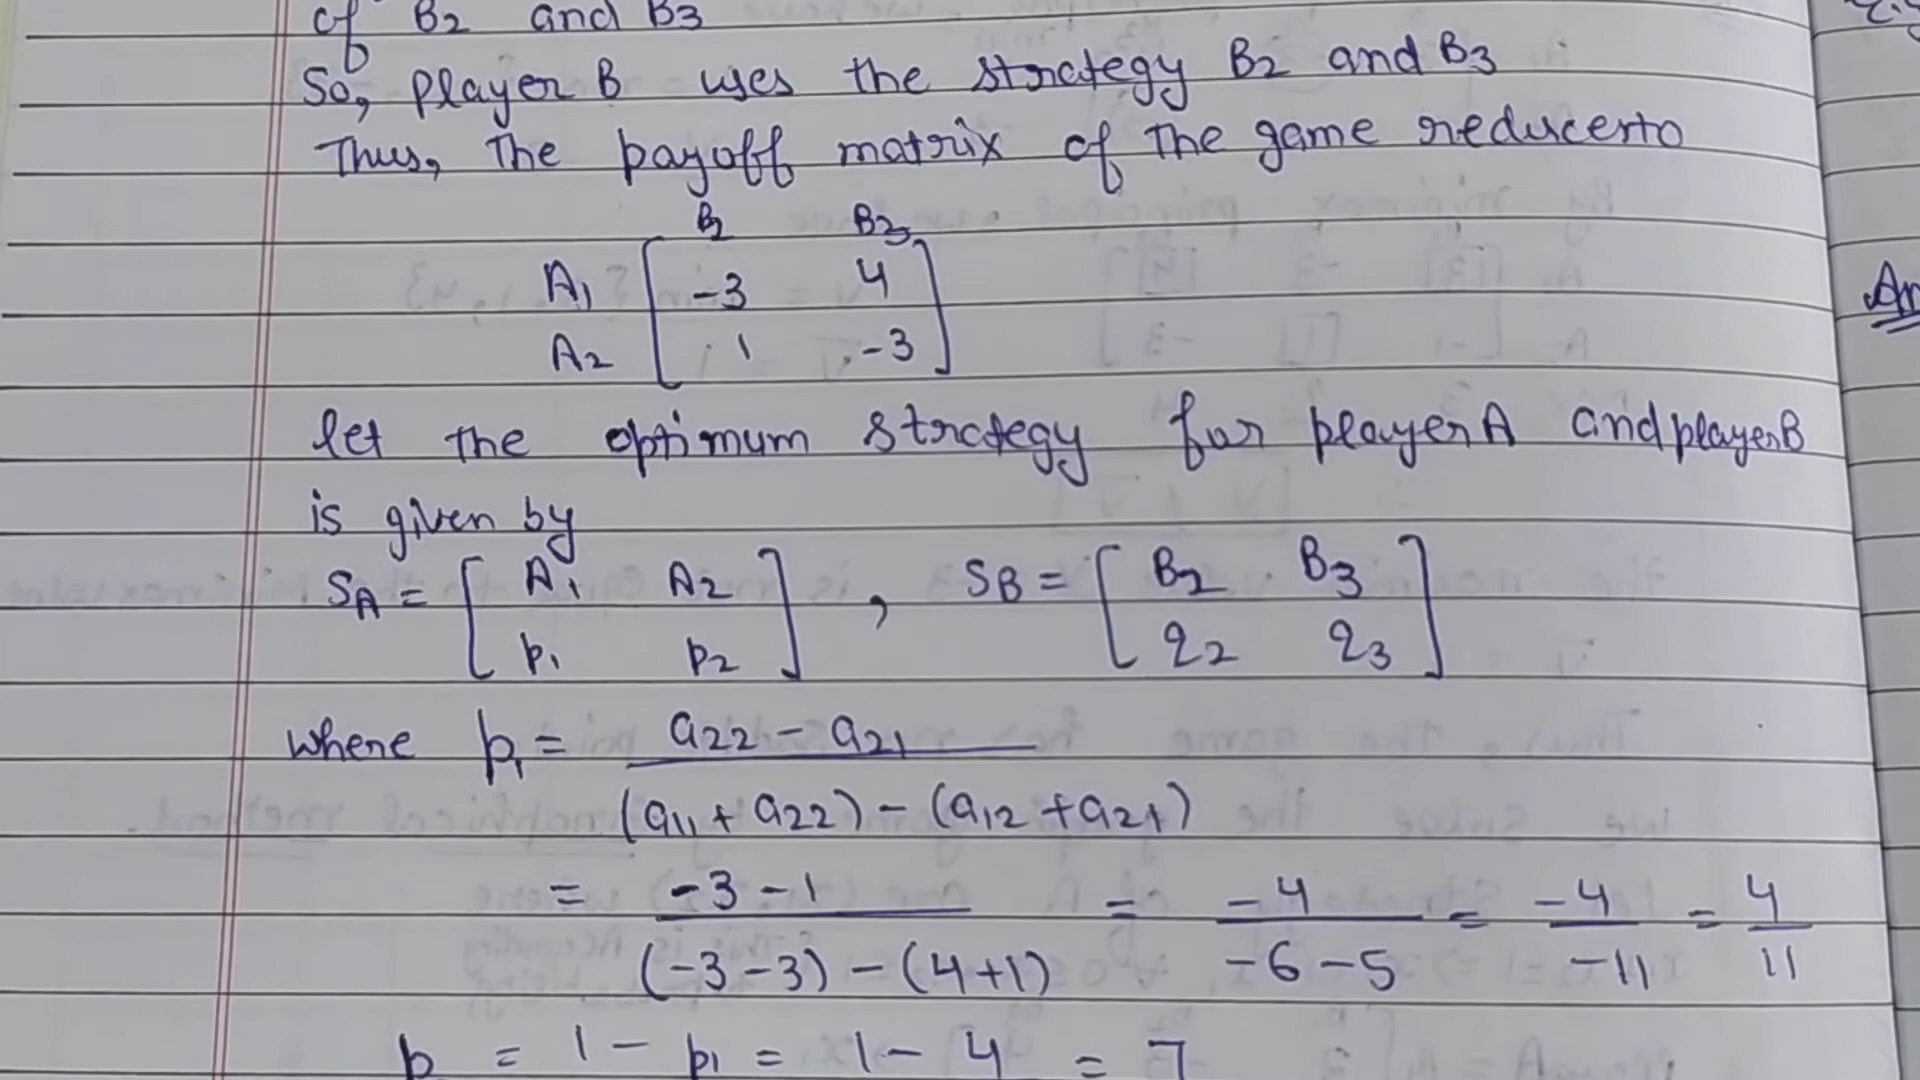 of B2 and B3
So, player B uses the strategy B2 and B3
Thus, The payoff matrix of The game reducesto
B2 B3
A1 [ -3 4 ]
A2 [ 1 -3 ]
let the optimum strategy for player A and player B
is given by
SA = [ A1 A2 ] , SB = [ B2 B3 ]
[ p1 p2 ] [ q2 q3 ]
where p1 = a22 - a21
(a11 + a22) - (a12 + a21)
= -3 - 1 = -4 = -4 = 4
(-3 - 3) - (4+1) -6 - 5 -11 11
p = 1 - p1 = 1 - 4 = 7